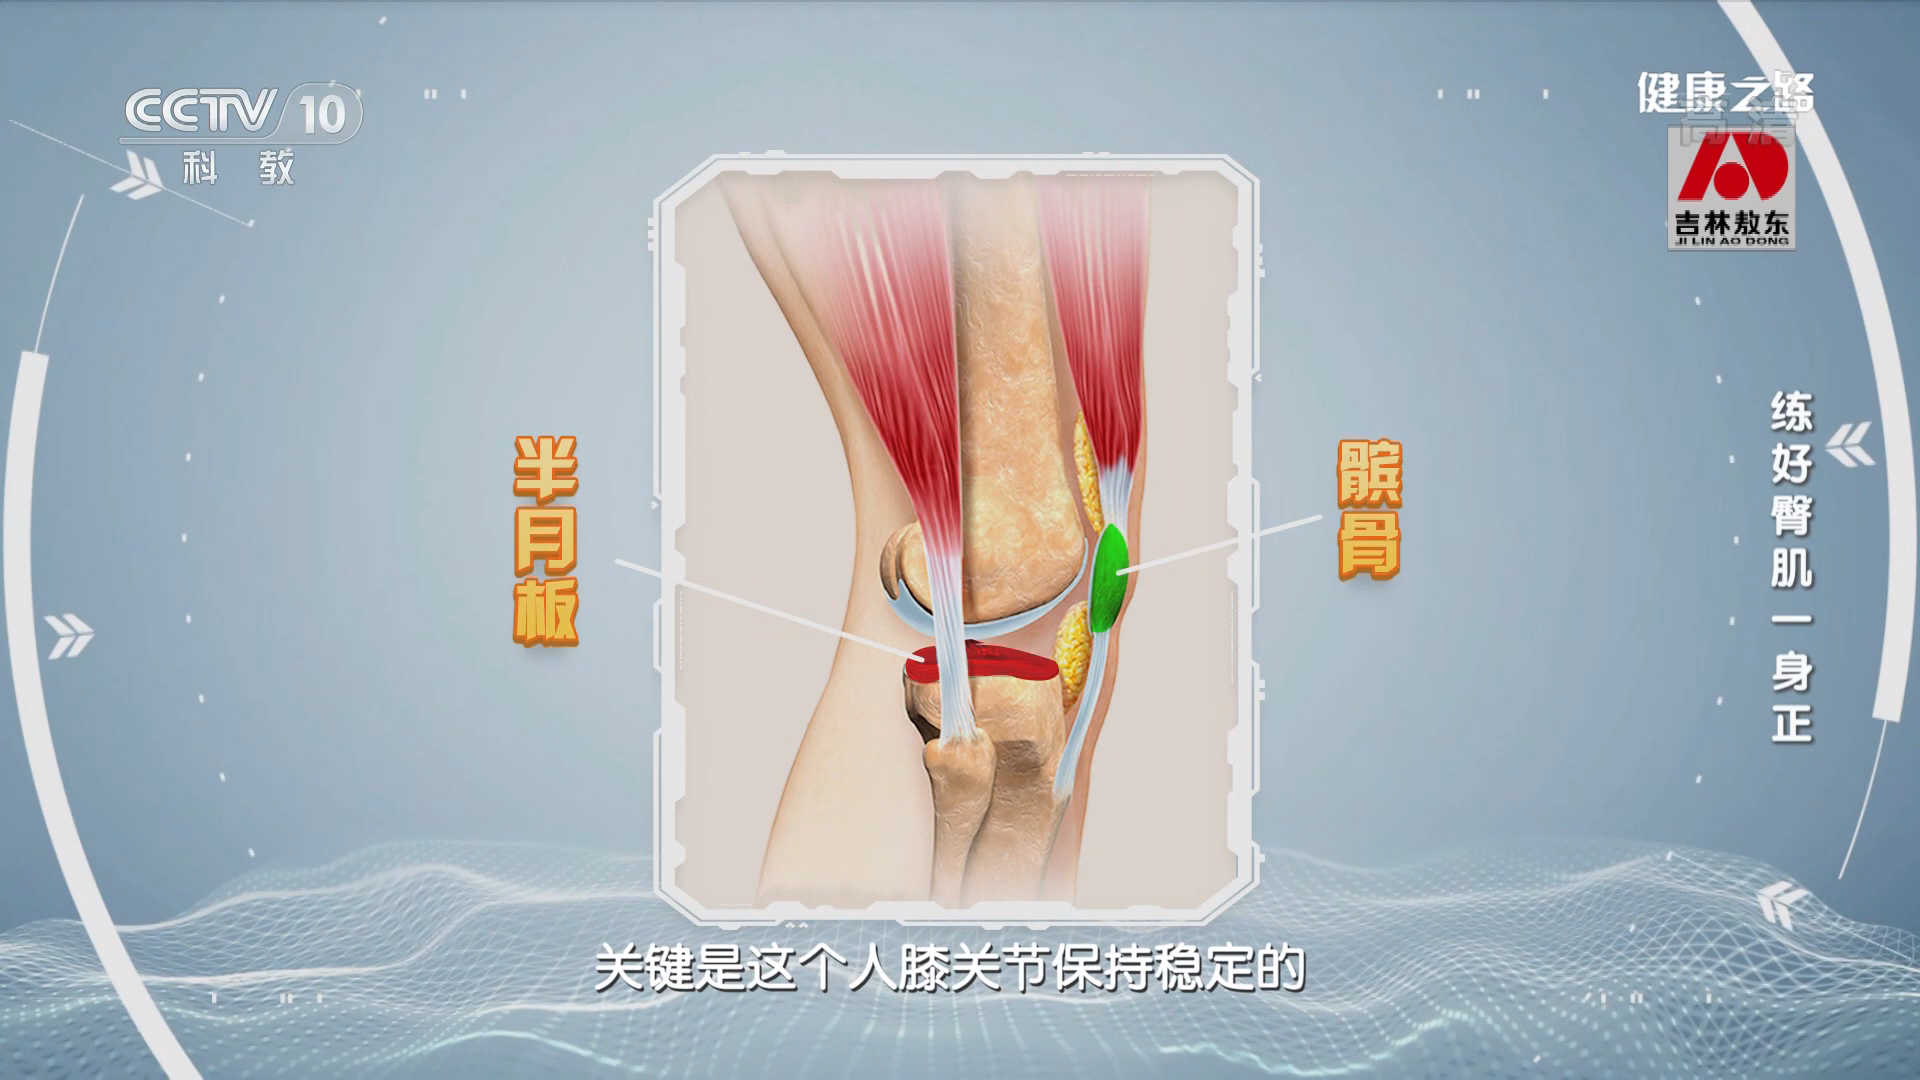 CCTV 10
科 教
健康之路
高清
吉林敖东
JI LIN AO DONG
半月板
髌骨
练好臀肌一身正
关键是这个人膝关节保持稳定的